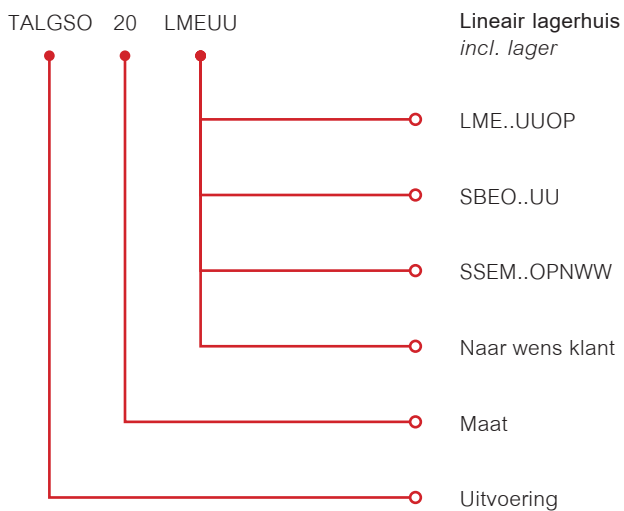 TALGSO 20 LMEUU
Lineair lagerhuis
incl. lager
LME..UUOP
SBEO..UU
SSEM..OPNWW
Naar wens klant
Maat
Uitvoering